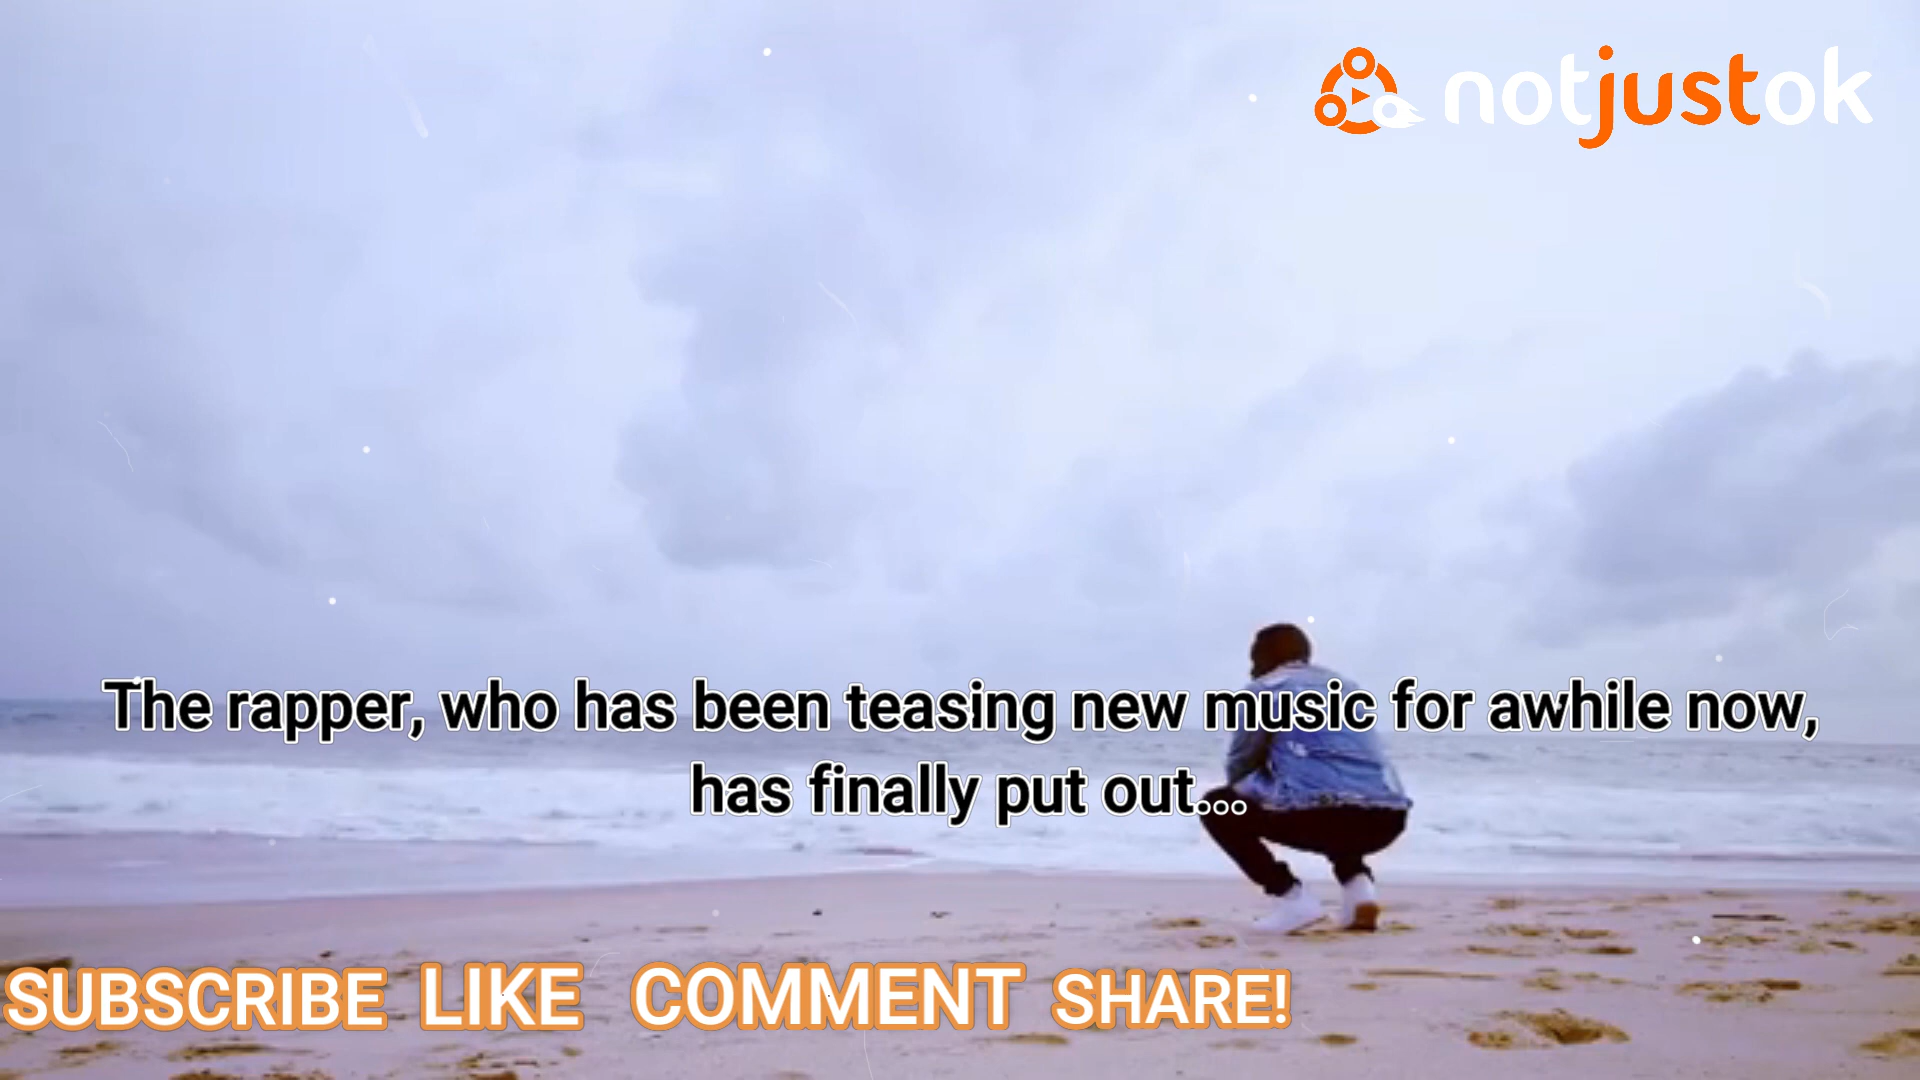 notjustok
The rapper, who has been teasing new music for awhile now,
has finally put out...
SUBSCRIBE LIKE COMMENT SHARE!